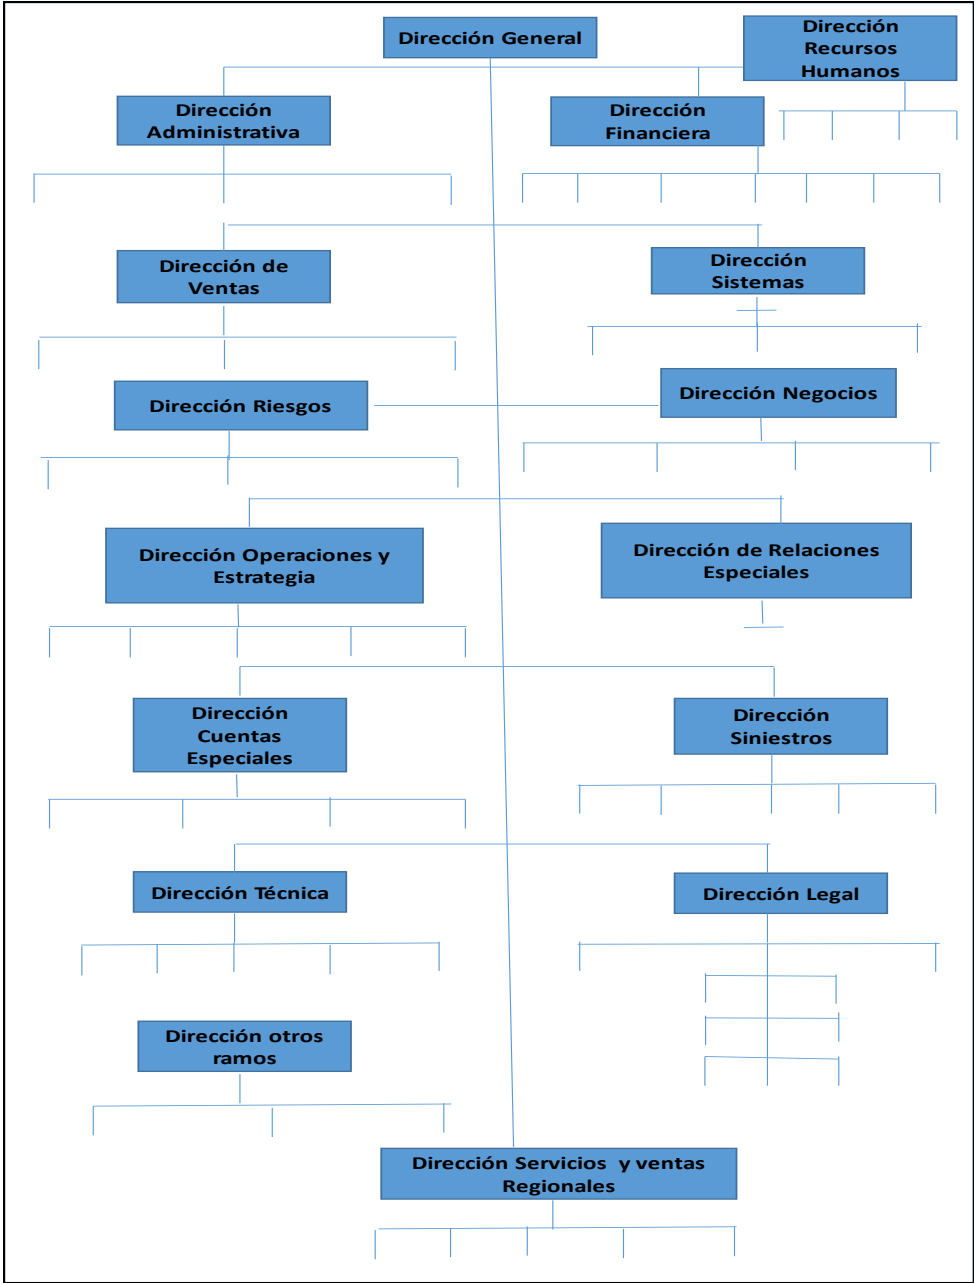 Dirección General
Dirección
Recursos
Humanos
Dirección
Administrativa
Dirección
Financiera
Dirección de
Ventas
Dirección
Sistemas
Dirección Riesgos
Dirección Negocios
Dirección Operaciones y
Estrategia
Dirección de Relaciones
Especiales
Dirección
Cuentas
Especiales
Dirección
Siniestros
Dirección Técnica
Dirección Legal
Dirección otros
ramos
Dirección Servicios y ventas
Regionales